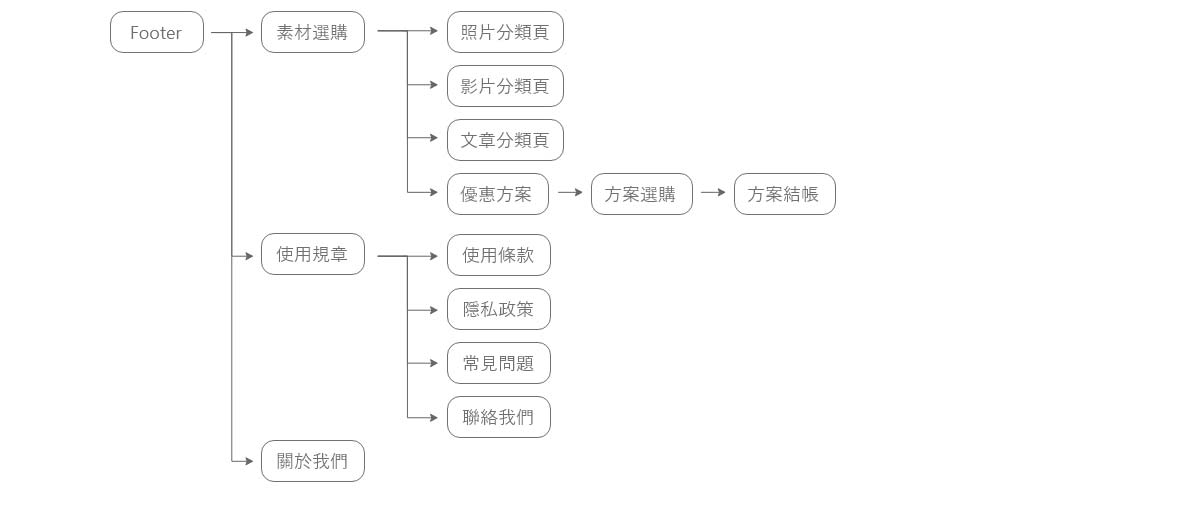 Footer
素材選購
照片分類頁
影片分類頁
文章分類頁
優惠方案
方案選購
方案結帳
使用規章
使用條款
隱私政策
常見問題
聯絡我們
關於我們